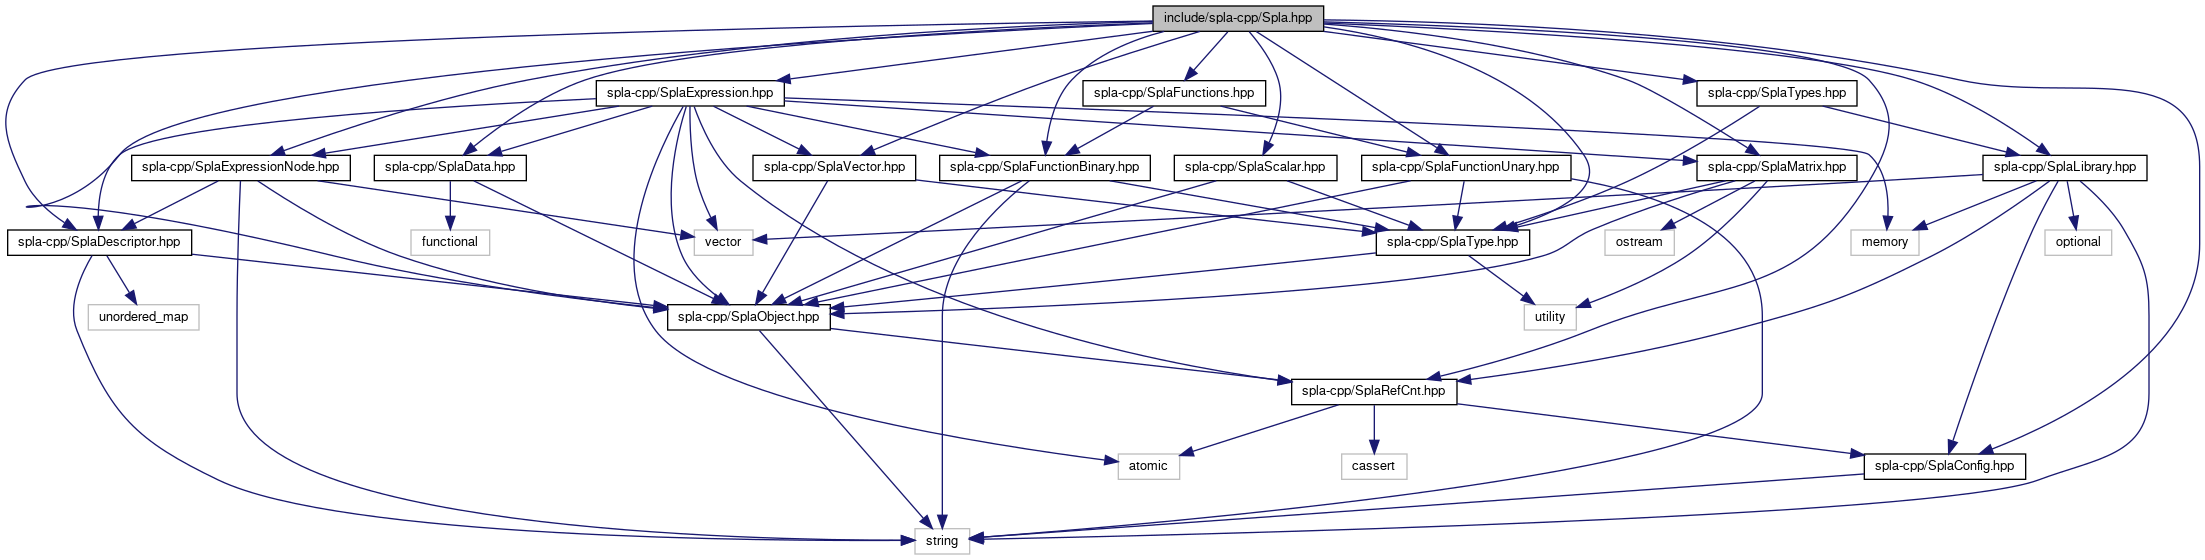 include/spla-cpp/Spla.hpp
spla-cpp/SplaExpression.hpp
spla-cpp/SplaFunctions.hpp
spla-cpp/SplaTypes.hpp
spla-cpp/SplaExpressionNode.hpp
spla-cpp/SplaData.hpp
spla-cpp/SplaVector.hpp
spla-cpp/SplaFunctionBinary.hpp
spla-cpp/SplaScalar.hpp
spla-cpp/SplaFunctionUnary.hpp
spla-cpp/SplaMatrix.hpp
spla-cpp/SplaLibrary.hpp
spla-cpp/SplaDescriptor.hpp
functional
vector
spla-cpp/SplaType.hpp
ostream
memory
optional
unordered_map
spla-cpp/SplaObject.hpp
utility
spla-cpp/SplaRefCnt.hpp
atomic
cassert
spla-cpp/SplaConfig.hpp
string